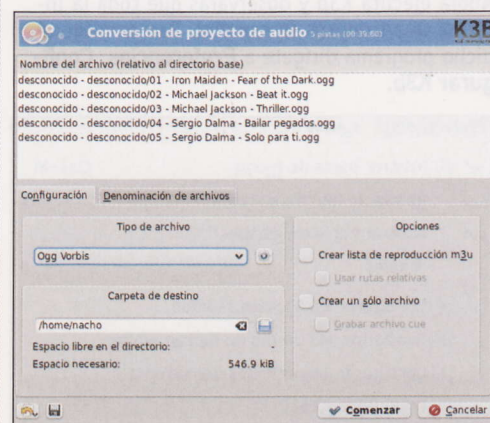 Conversión de proyecto de audio 5 pistas (00:35:60)
K3B
Nombre del archivo (relativo al directorio base)
desconocido - desconocido/01 - Iron Maiden - Fear of the Dark.ogg
desconocido - desconocido/02 - Michael Jackson - Beat it.ogg
desconocido - desconocido/03 - Michael Jackson - Thriller.ogg
desconocido - desconocido/04 - Sergio Dalma - Bailar pegados.ogg
desconocido - desconocido/05 - Sergio Dalma - Solo para ti.ogg
Configuración Denominación de archivos
Tipo de archivo
Ogg Vorbis
Carpeta de destino
/home/nacho
Espacio libre en el directorio: -
Espacio necesario: 546.9 kiB
Opciones
Crear lista de reproducción m3u
Usar rutas relativas
Crear un sólo archivo
Grabar archivo cue
Comenzar
Cancelar